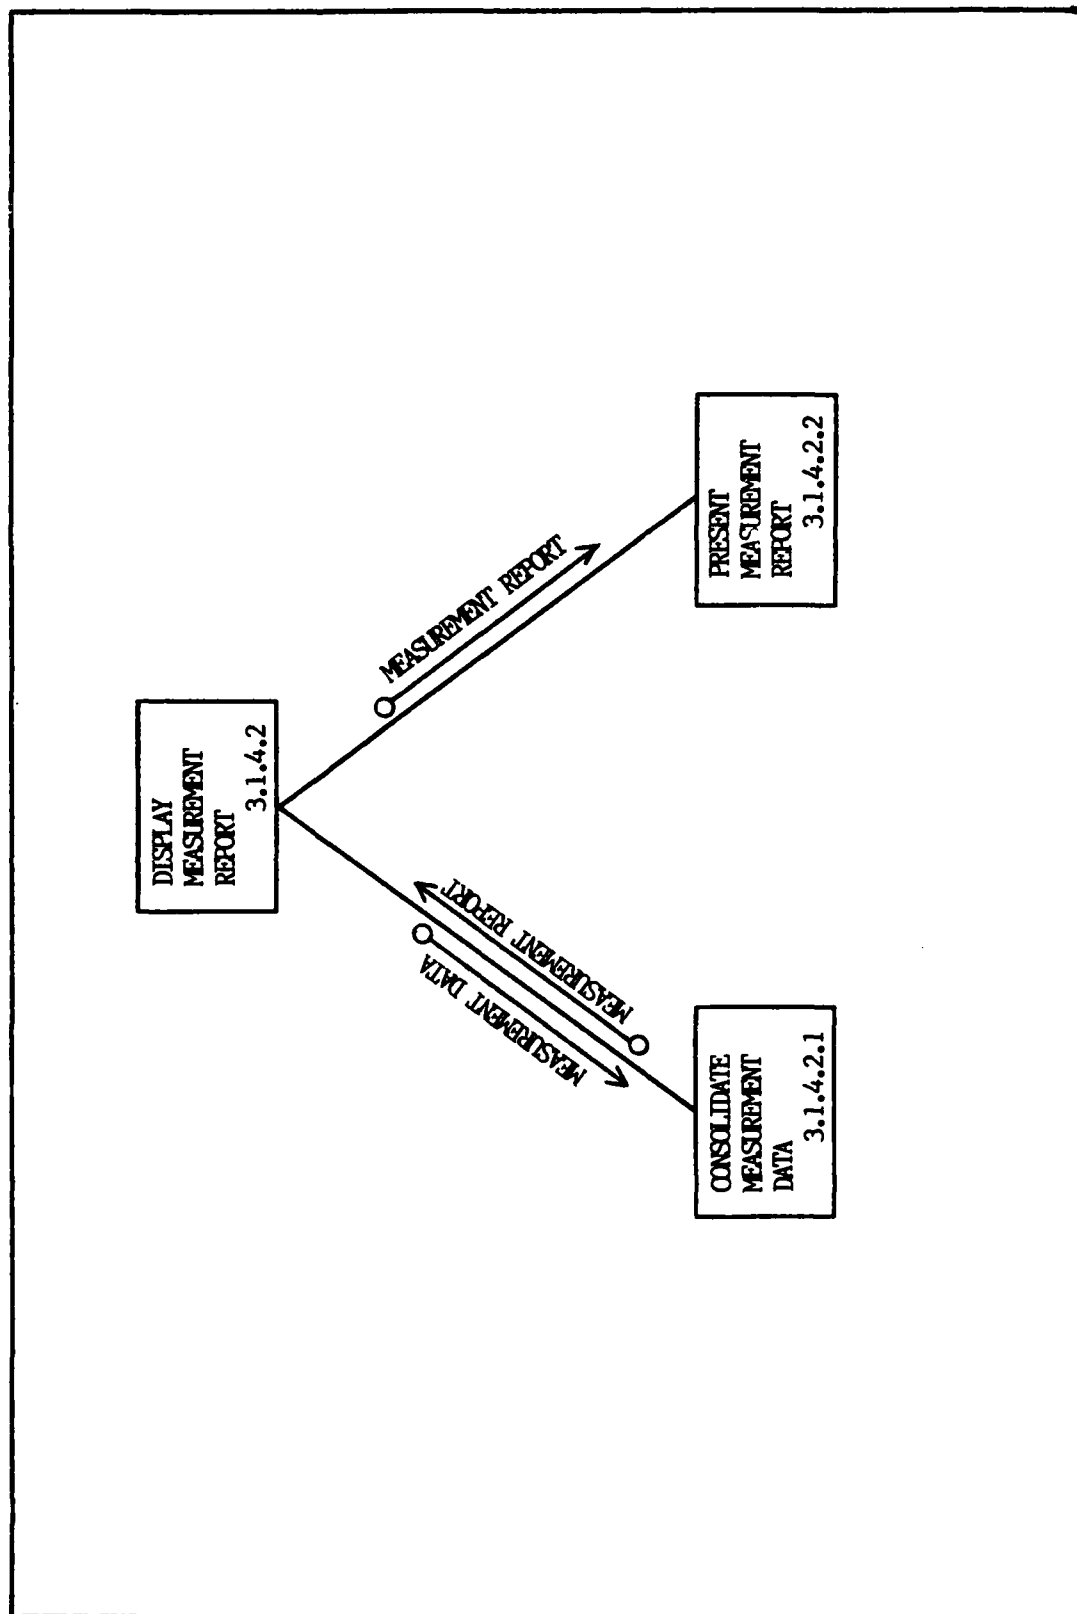 DISPLAY
MEASUREMENT
REPORT
3.1.4.2
MEASUREMENT DATA
MEASUREMENT REPORT
MEASUREMENT REPORT
CONSOLIDATE
MEASUREMENT
DATA
3.1.4.2.1
PRESENT
MEASUREMENT
REPORT
3.1.4.2.2